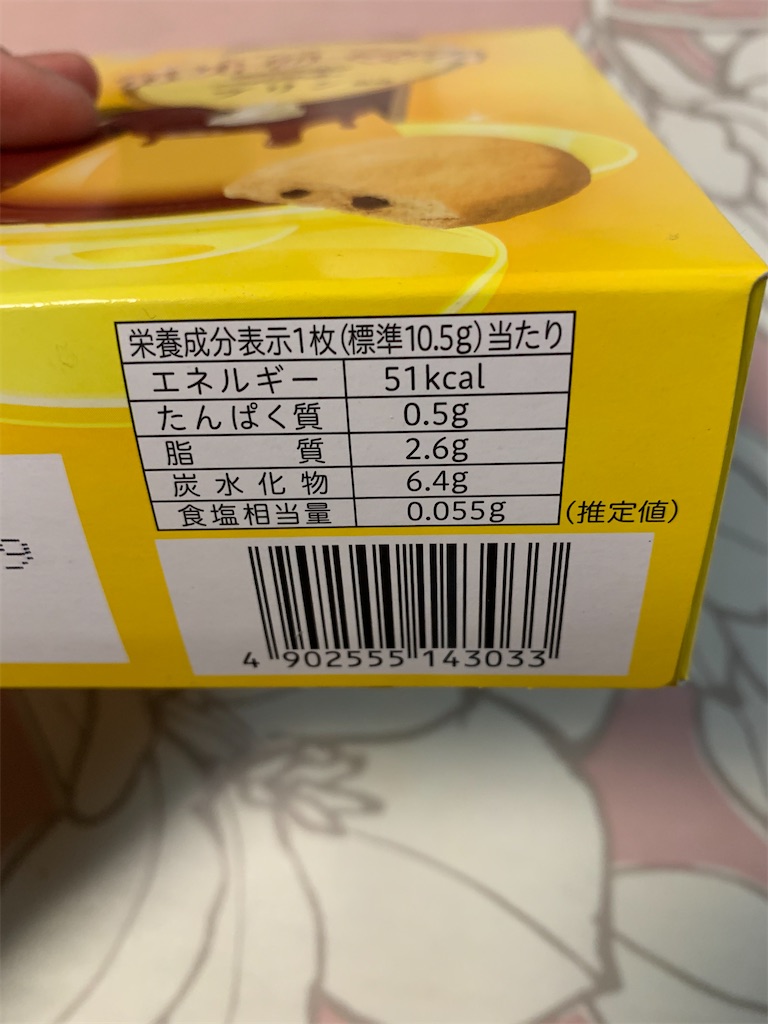 栄養成分表示1枚(標準10.5g)当たり
エネルギー 51kcal
たんぱく質 0.5g
脂質 2.6g
炭水化物 6.4g
食塩相当量 0.055g (推定値)
4 902555 143033